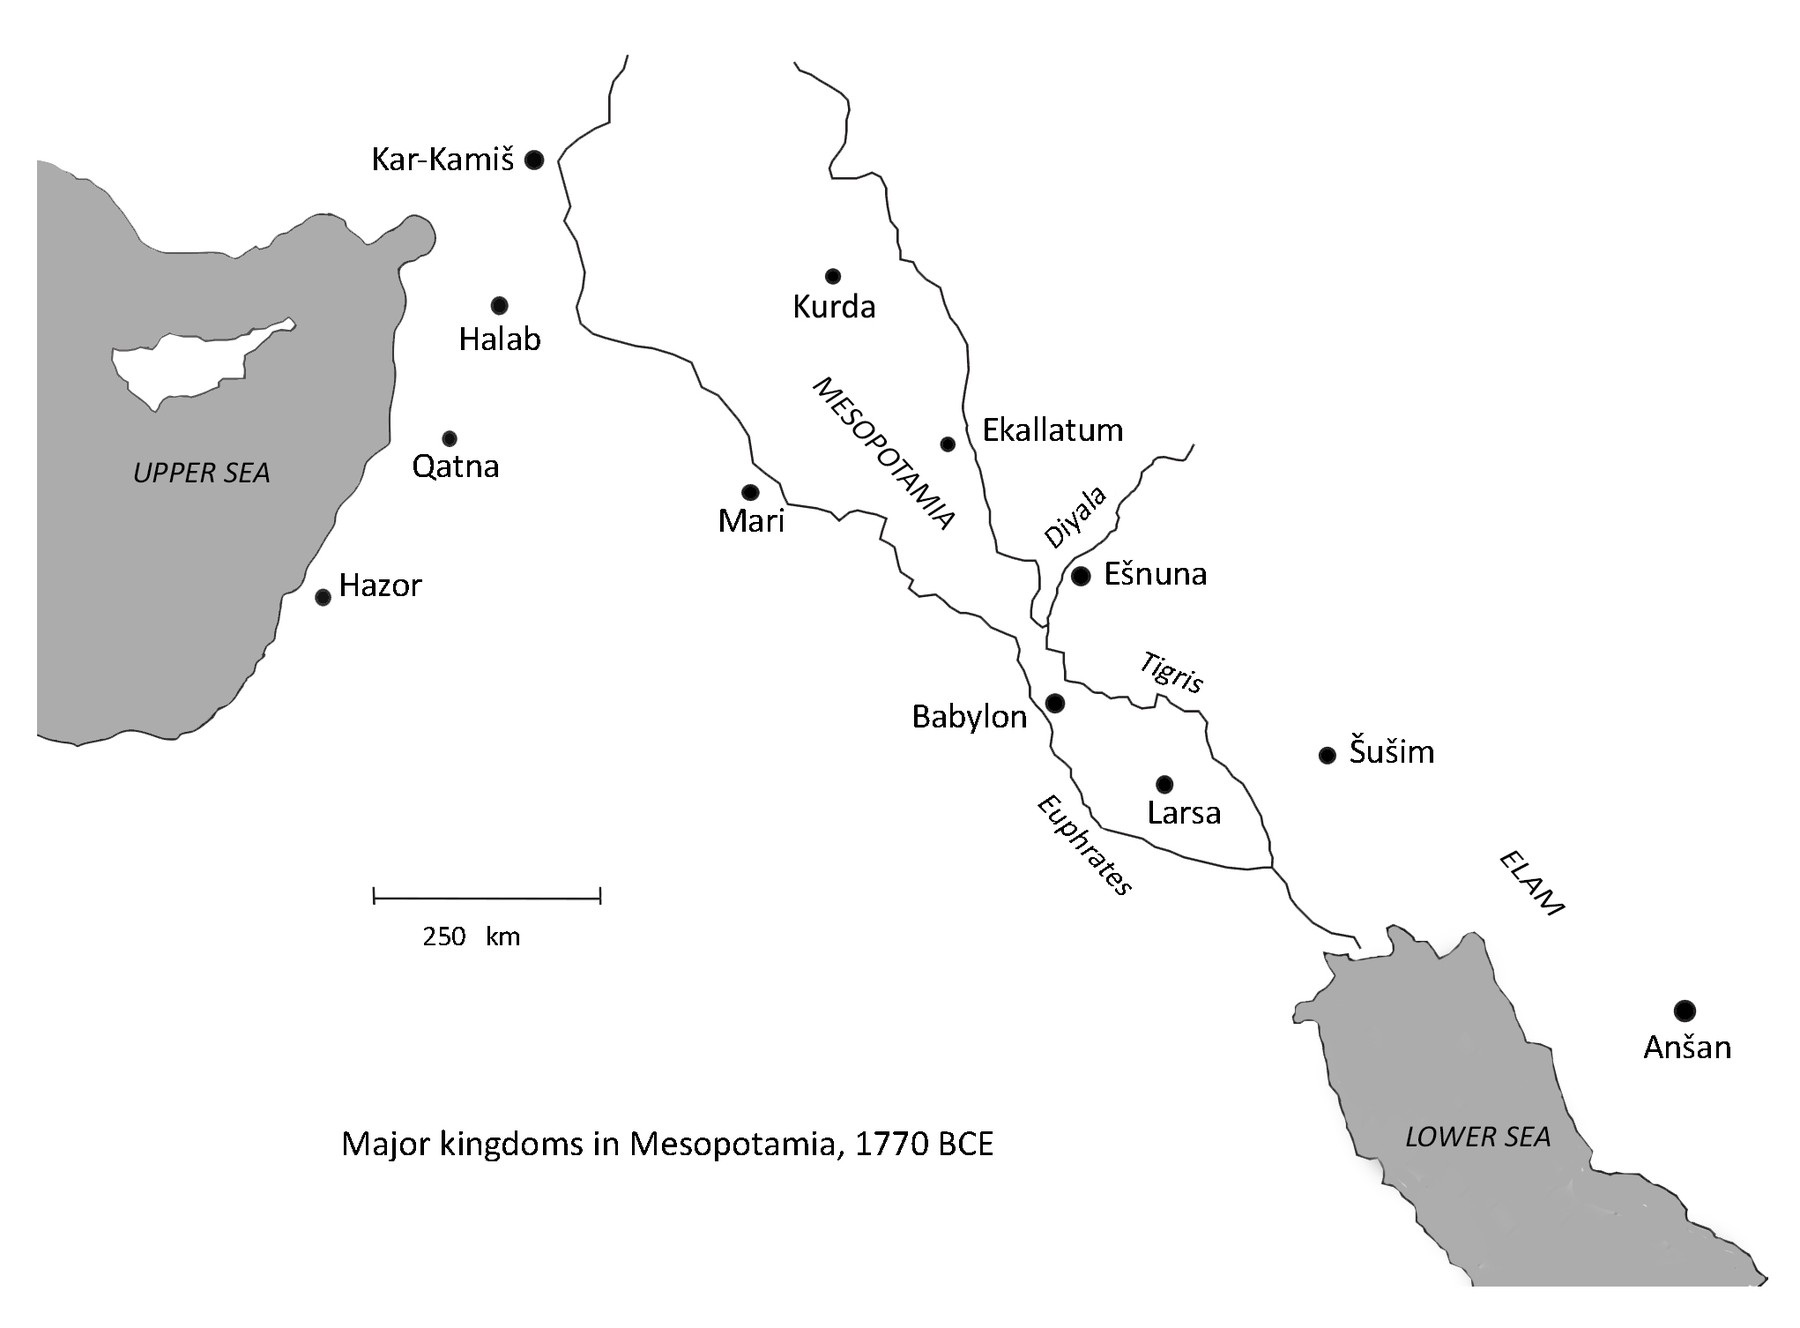 Kar-Kamiš
Kurda
Halab
MESOPOTAMIA
Ekallatum
UPPER SEA
Qatna
Mari
Diyala
Hazor
Ešnuna
Tigris
Babylon
Šušim
Larsa
Euphrates
ELAM
250 km
Anšan
LOWER SEA
Major kingdoms in Mesopotamia, 1770 BCE